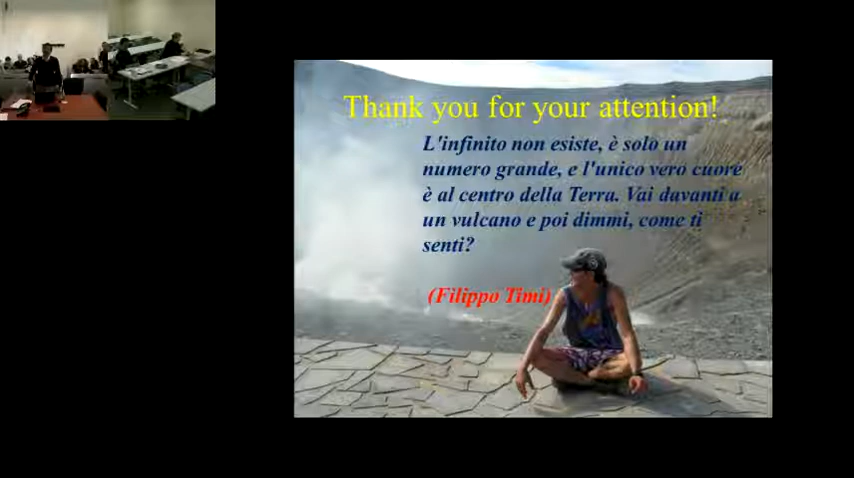 Thank you for your attention!
L'infinito non esiste, è solo un
numero grande, e l'unico vero cuore
è al centro della Terra. Vai davanti a
un vulcano e poi dimmi, come ti
senti?
(Filippo Timi)